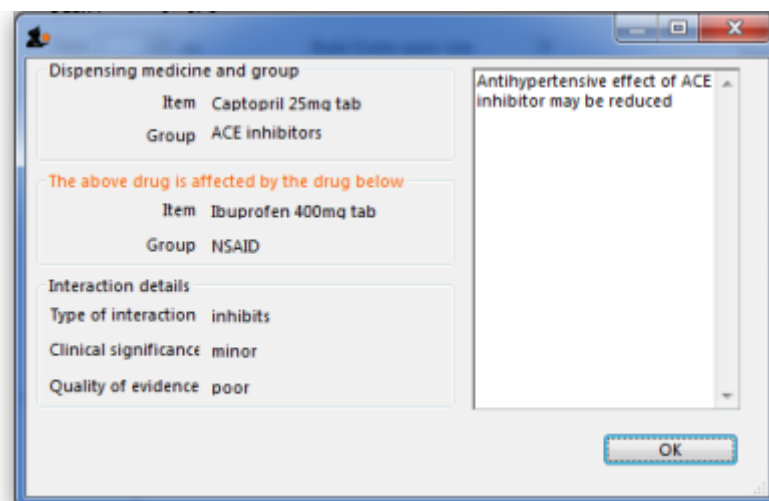 Dispensing medicine and group
Item Captopril 25mg tab
Group ACE inhibitors
The above drug is affected by the drug below
Item Ibuprofen 400mg tab
Group NSAID
Interaction details
Type of interaction inhibits
Clinical significance minor
Quality of evidence poor
Antihypertensive effect of ACE
inhibitor may be reduced
OK